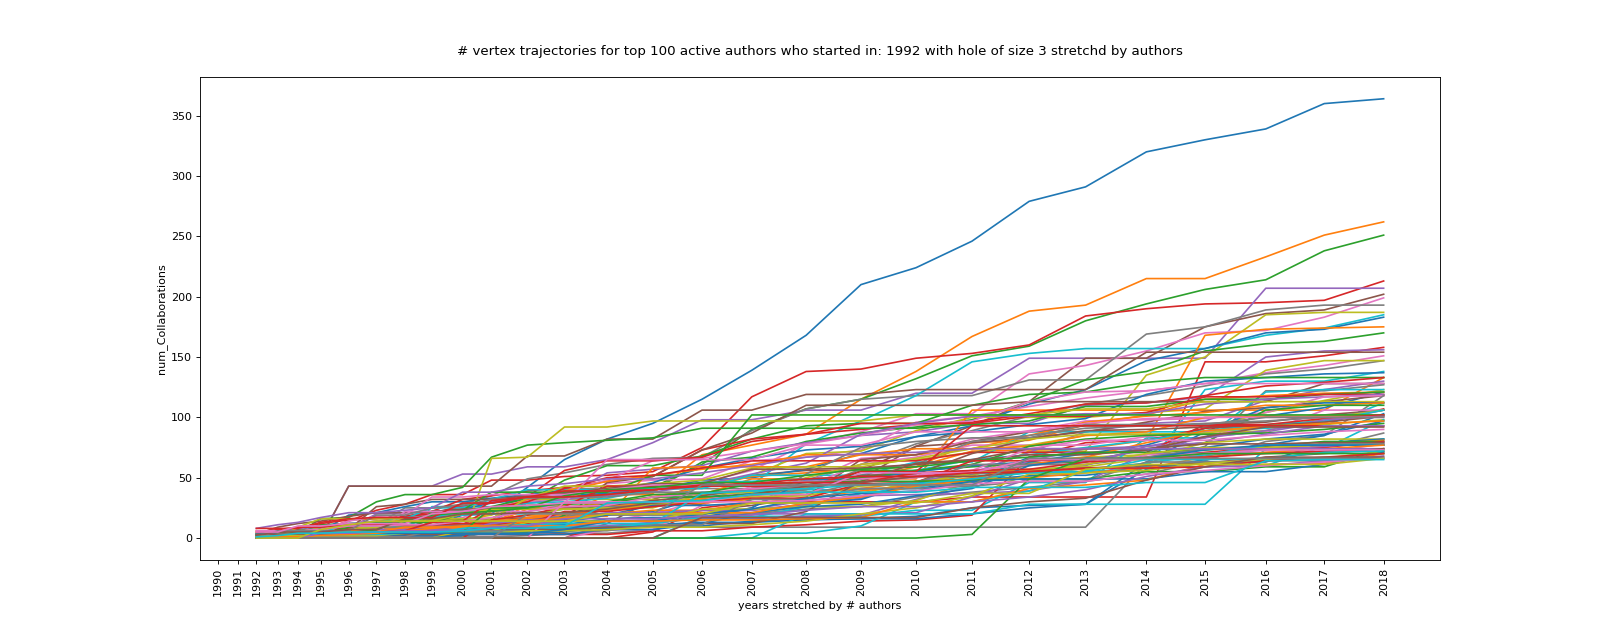 # vertex trajectories for top 100 active authors who started in: 1992 with hole of size 3 stretchd by authors
350
300
250
200
150
100
50
0
num_Collaborations
1990 1991 1992 1993 1994 1995 1996 1997 1998 1999 2000 2001 2002 2003 2004 2005 2006 2007 2008 2009 2010 2011 2012 2013 2014 2015 2016 2017 2018
years stretched by # authors